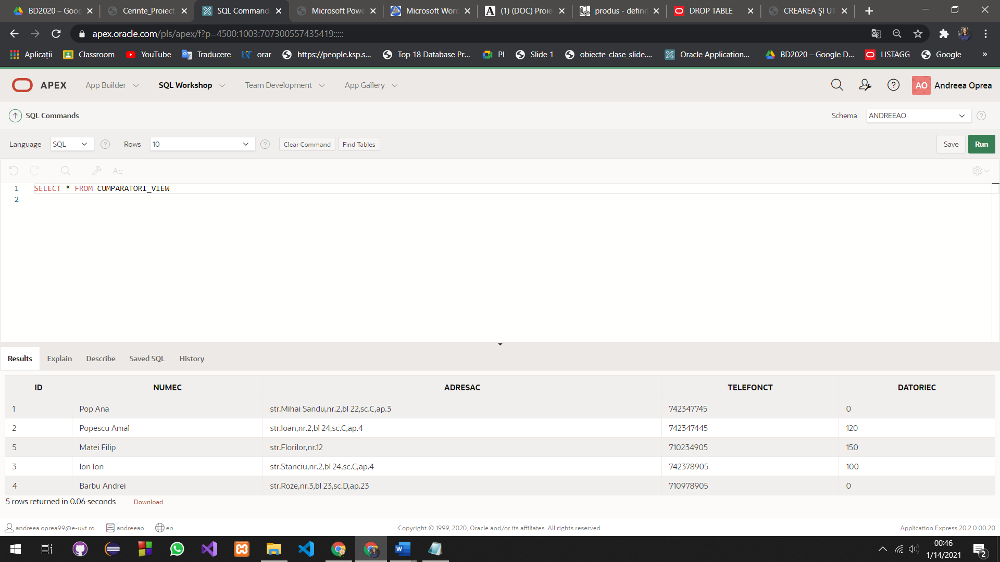 BD2020 – Goog
Cerinte_Proiect
SQL Command
Microsoft Powe
Microsoft Word
(1) (DOC) Proie
produs - definit
DROP TABLE
CREAREA ŞI UT
apex.oracle.com/pls/apex/f?p=4500:1003:707300557435419:::::
Aplicații
Classroom
YouTube
Traducere
orar
https://people.ksp.s...
Top 18 Database Pr...
PI
Slide 1
obiecte_clase_slide....
Oracle Application...
BD2020 – Google D...
LISTAGG
Google
»
APEX
App Builder
SQL Workshop
Team Development
App Gallery
AO
Andreea Oprea
SQL Commands
Schema
ANDREEAO
Language
SQL
Rows
10
Clear Command
Find Tables
Save
Run
1 SELECT * FROM CUMPARATORI_VIEW
2
Results
Explain
Describe
Saved SQL
History
ID NUMEC ADRESAC TELEFONCT DATORIEC
1 Pop Ana str.Mihai Sandu,nr.2,bl 22,sc.C,ap.3 742347745 0
2 Popescu Amal str.Ioan,nr.2,bl 24,sc.C,ap.4 742347445 120
5 Matei Filip str.Florilor,nr.12 710234905 150
3 Ion Ion str.Stanciu,nr.2,bl 24,sc.C,ap.4 742378905 100
4 Barbu Andrei str.Roze,nr.3,bl 23,sc.D,ap.23 710978905 0
5 rows returned in 0.06 seconds
Download
andreea.oprea99@e-uvt.ro
andreeao
en
Copyright © 1999, 2020, Oracle and/or its affiliates. All rights reserved.
Application Express 20.2.0.00.20
00:46
1/14/2021
2